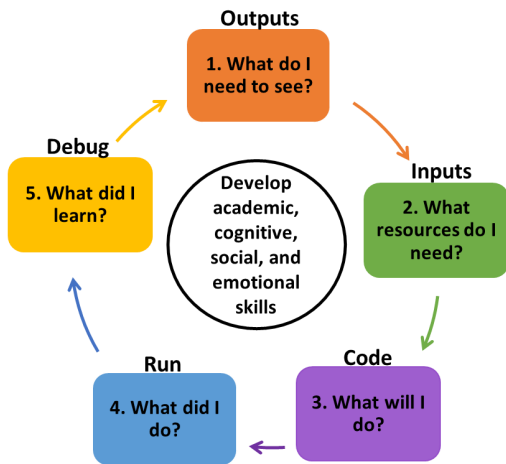 Outputs
1. What do I
need to see?
Inputs
2. What
resources do I
need?
Code
3. What will I
do?
Run
4. What did I
do?
Debug
5. What did I
learn?
Develop
academic,
cognitive,
social, and
emotional
skills